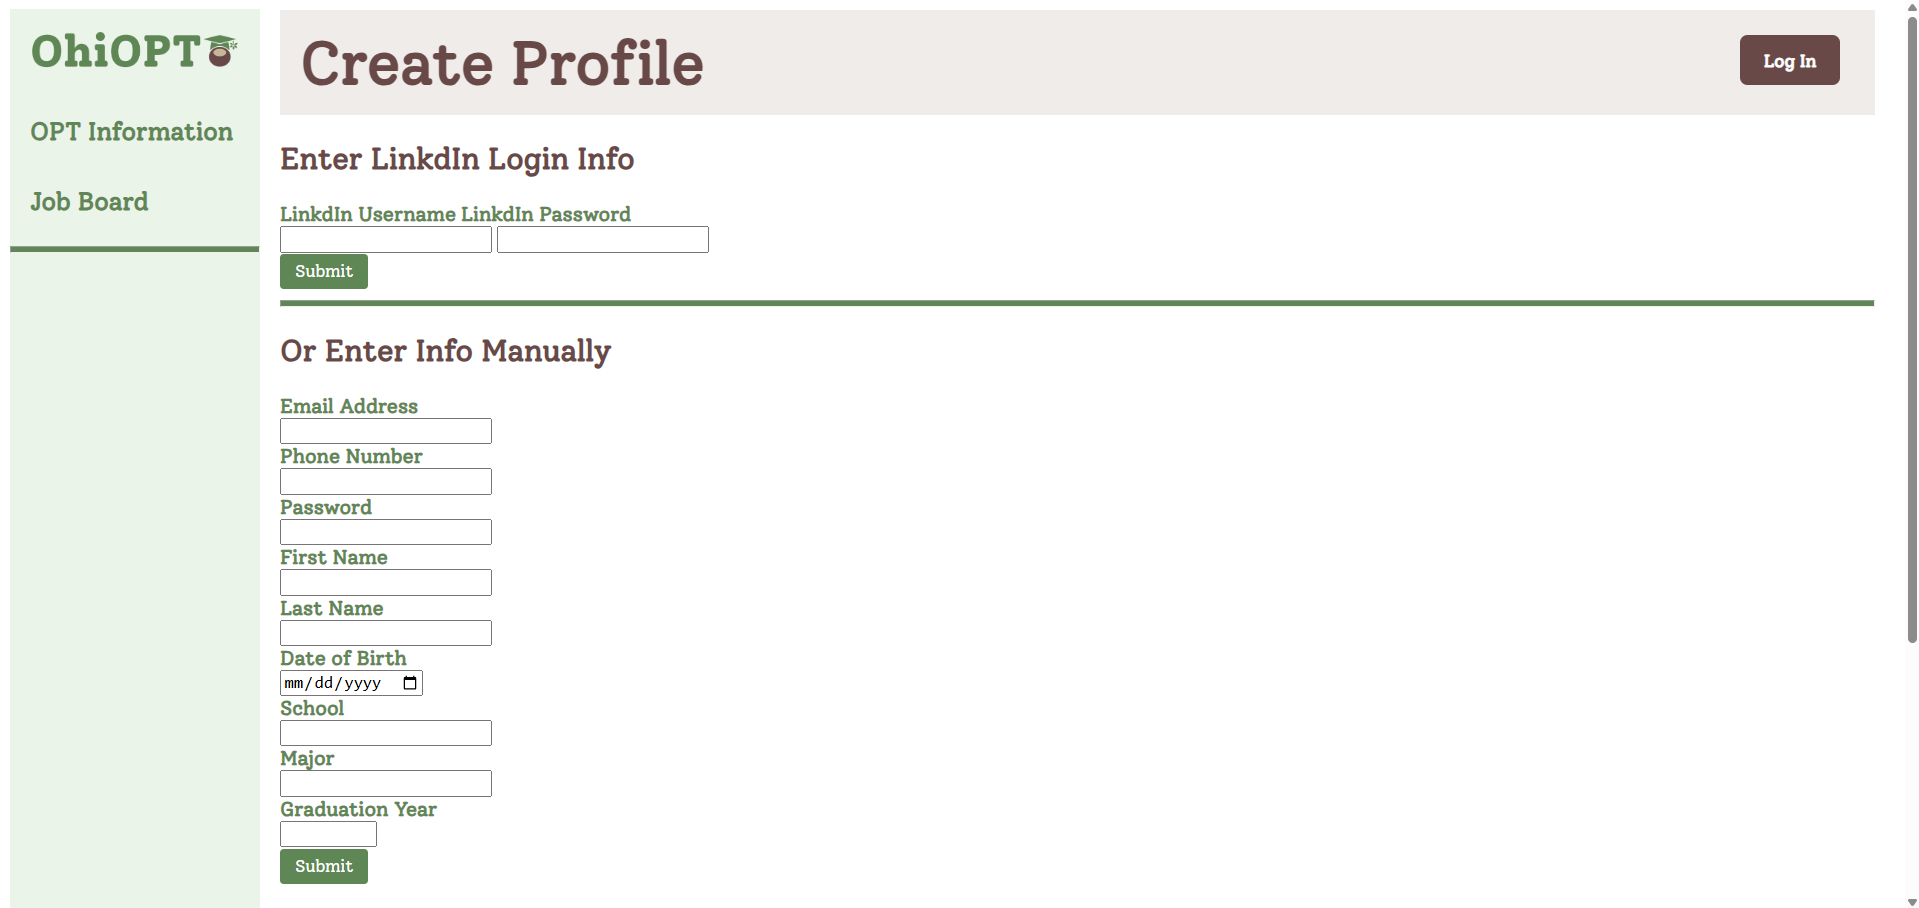 OhiOPT
OPT Information
Job Board
Create Profile
Log In
Enter LinkdIn Login Info
LinkdIn Username LinkdIn Password
Submit
Or Enter Info Manually
Email Address
Phone Number
Password
First Name
Last Name
Date of Birth
mm/dd/yyyy
School
Major
Graduation Year
Submit